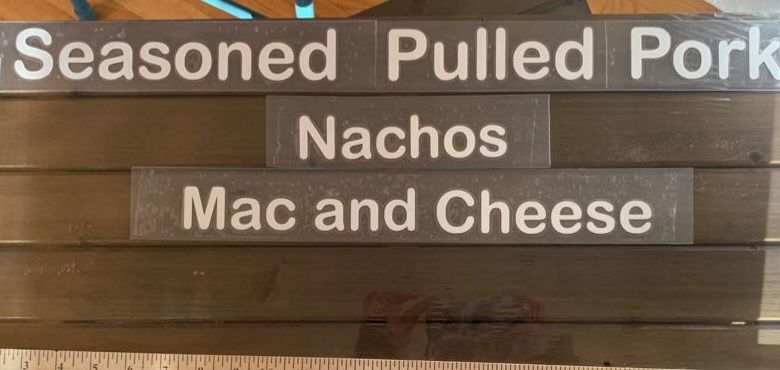 Seasoned Pulled Pork
Nachos
Mac and Cheese